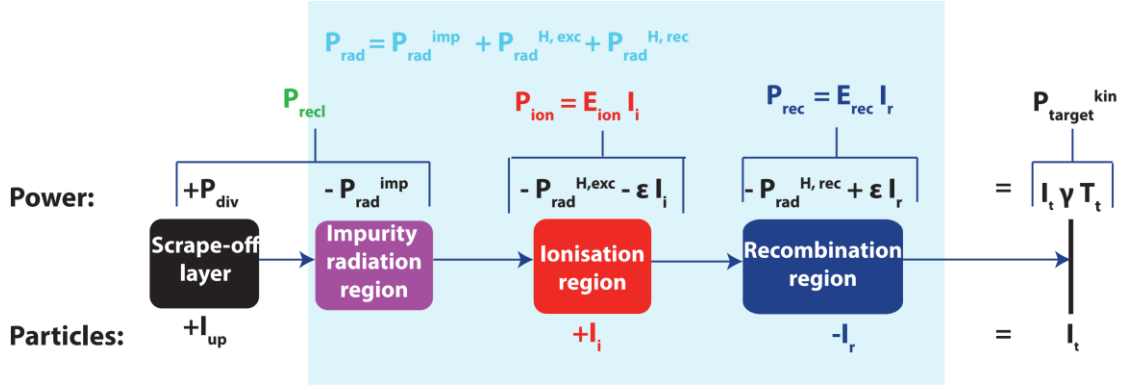 P_rad = P_rad^imp + P_rad^H, exc + P_rad^H, rec
P_recl P_ion = E_ion I_i P_rec = E_rec I_r P_target^kin
Power: +P_div - P_rad^imp - P_rad^H,exc - ε I_i - P_rad^H, rec + ε I_r = I_t γ T_t
Scrape-off
layer
Impurity
radiation
region
Ionisation
region
Recombination
region
Particles: +I_up +I_i -I_r = I_t